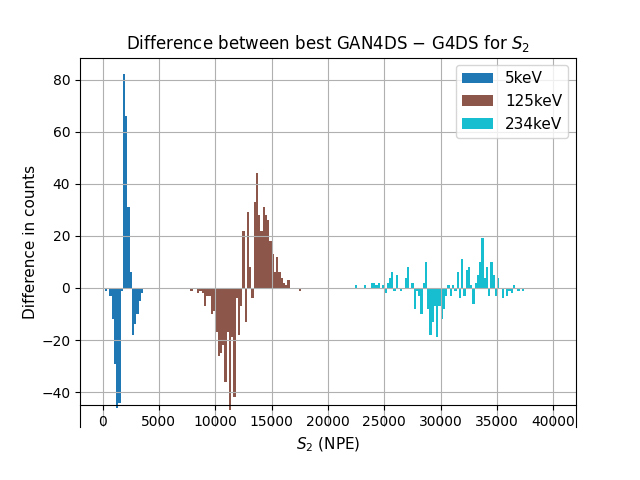 Difference between best GAN4DS − G4DS for S₂
5keV
125keV
234keV
Difference in counts
80
60
40
20
0
−20
−40
0 5000 10000 15000 20000 25000 30000 35000 40000
S₂ (NPE)